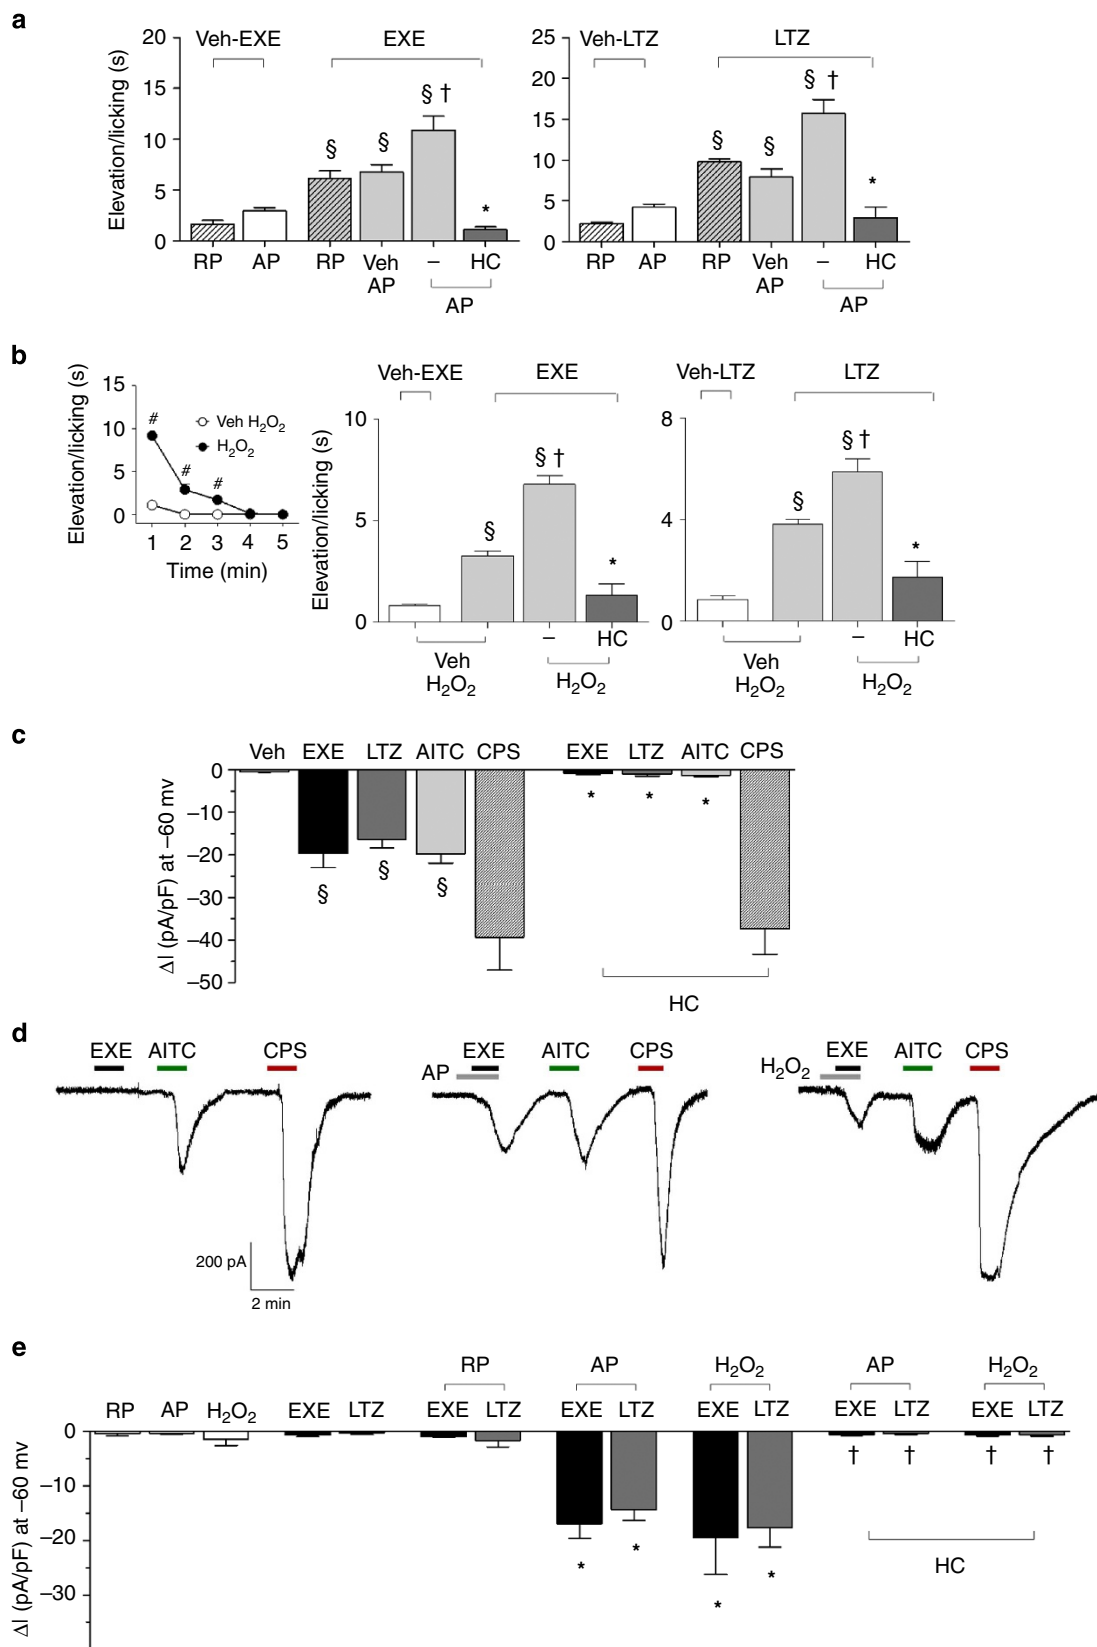 a
Veh-EXE EXE
Elevation/licking (s)
20
15
10
5
0
§ § § † *
RP AP RP Veh AP – HC
AP
Veh-LTZ LTZ
25
20
15
10
5
0
§ § § † *
RP AP RP Veh AP – HC
AP
b
Elevation/licking (s)
15
10
5
0
# # #
Veh H2O2
H2O2
1 2 3 4 5
Time (min)
Veh-EXE EXE
Elevation/licking (s)
10
5
0
§ § † *
– HC
Veh H2O2
H2O2
Veh-LTZ LTZ
8
4
0
§ § † *
– HC
Veh H2O2
H2O2
c
Veh EXE LTZ AITC CPS EXE LTZ AITC CPS
ΔI (pA/pF) at –60 mv
0
–10
–20
–30
–40
–50
§ § § * * *
HC
d
EXE AITC CPS
AP EXE AITC CPS
H2O2 EXE AITC CPS
200 pA
2 min
e
RP AP H2O2 AP H2O2
RP AP H2O2 EXE LTZ EXE LTZ EXE LTZ EXE LTZ EXE LTZ EXE LTZ
ΔI (pA/pF) at –60 mv
0
–10
–20
–30
* * * * † † † †
HC